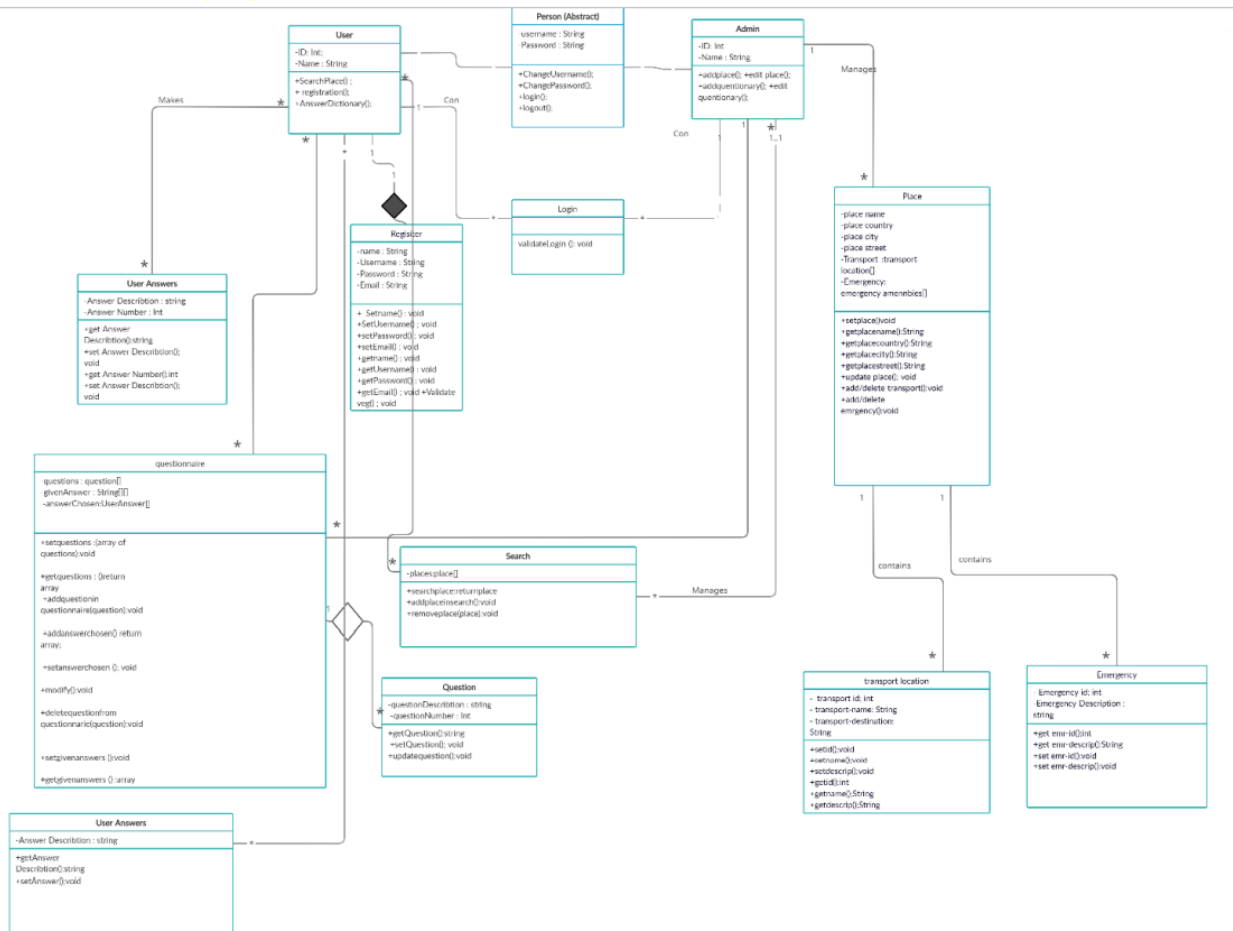 Person (Abstract)
-username : String
Password : String
+ChangeUsername();
+ChangePassword();
+login();
+logout();
User
-ID: Int;
-Name : String
+SearchPlace() ;
+ registration();
+AnswerDictionary();
Admin
-ID: Int
-Name : String
+addplace(); +edit place();
+addquentionary(); +edit
quentionary();
1
Manages
*
Makes
*
*
*
1
Con
*
*
1
1
Con
1
1
*
1..1
*
1
Login
validateLogin (): void
*
*
Register
-name : String
-Username : String
-Password : String
-Email : String
+ Setname() : void
+SetUsername() ; void
+setPassword() : void
+setEmail() : void
+getname() ; void
+getUsername() ; void
+getPassword() : void
+getEmail() ; void +Validate
veg() ; void
Place
-place name
-place country
-place city
-place street
-Transport :transport
location[]
-Emergency:
emergency amennbies[]
+setplace()void
+getplacename():String
+getplacecountry():String
+getplacecity():String
+getplacestreet():String
+update place(); void
+add/delete transport():void
+add/delete
emrgency():void
*
User Answers
-Answer Describtion : string
-Answer Number : Int
+get Answer
Describtion():string
+set Answer Describtion();
void
+get Answer Number():int
+set Answer Describtion();
void
*
questionnaire
questions : question[]
givenAnswer : String[][]
-answerChosen:UserAnswer[]
+setquestions :(array of
questions):void
+getquestions : ()return
array
+addquestionin
questionnaire(question):void
+addanswerchosen() return
array;
+setanswerchosen (); void
+modify():void
+deletequestionfrom
questionnarie(question):void
+setgivenanswers ():void
+getgivenanswers () :array
*
1
*
Search
-places:place[]
+searchplace:returnplace
+addplaceinsearch():void
+removeplace(place):void
*
Manages
Question
-questionDescribtion : string
-questionNumber : Int
+getQuestion():string
+setQuestion(); void
+updatequestion();void
*
1
1
contains
contains
*
*
transport location
- transport id; int
- transport-name: String
- transport-destination:
String
+setid():void
+setname():void
+setdescrip():void
+getid():int
+getname():String
+getdescrip():String
Emergency
- Emergency id; int
-Emergency Description :
string
+get emr-id():int
+get emr-descrip():String
+set emr-id():void
+set emr-descrip():void
User Answers
-Answer Describtion : string
+getAnswer
Describtion():string
+setAnswer():void
*